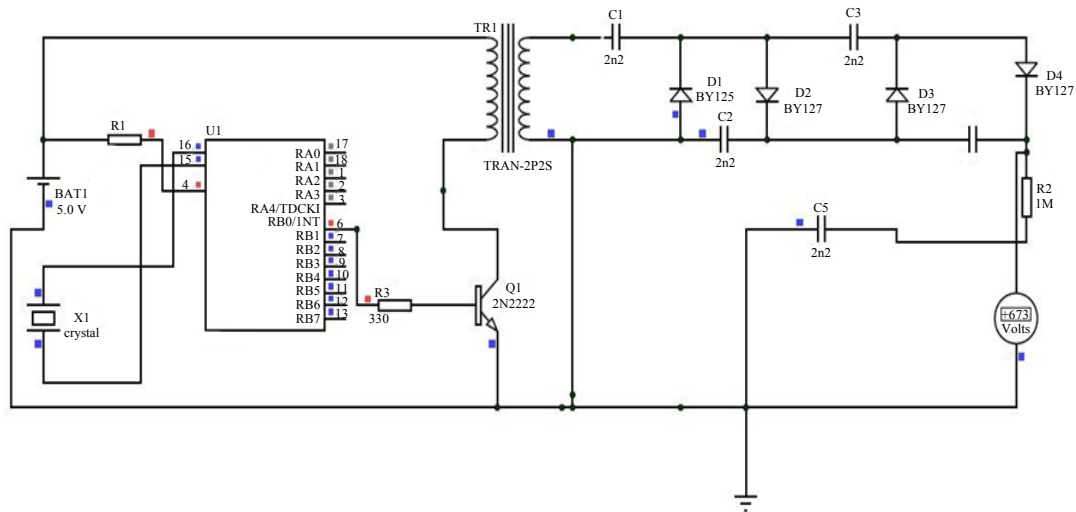 TR1
C1
2n2
C3
2n2
D1
BY125
D2
BY127
D3
BY127
D4
BY127
C2
2n2
TRAN-2P2S
R1
U1
16
15
4
RA0
RA1
RA2
RA3
RA4/TDCKI
RB0/1NT
RB1
RB2
RB3
RB4
RB5
RB6
RB7
17
18
1
2
3
6
7
8
9
10
11
12
13
BAT1
5.0 V
X1
crystal
R3
330
Q1
2N2222
C5
2n2
R2
1M
+673
Volts